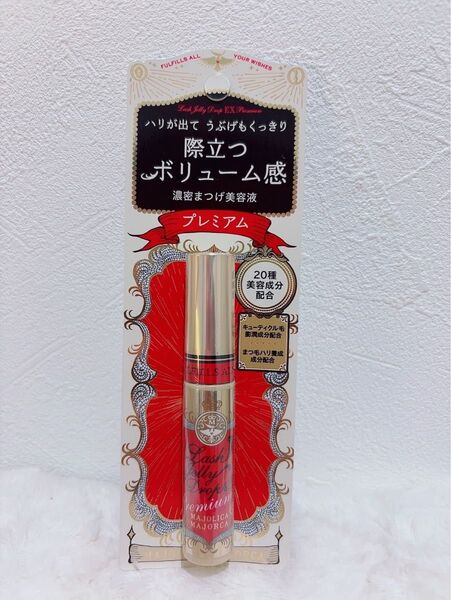 FULFILLS ALL YOUR WISHES
Lash Jelly Drop EX Premium
ハリが出て うぶげもくっきり
際立つ
ボリューム感
濃密まつげ美容液
プレミアム
20種
美容成分
配合
キューティクル毛
膨潤成分配合
まつ毛ハリ養成
成分配合
FULFILLS AL
Lash
Jelly
Drop
Premium
MAJOLICA
MAJORCA